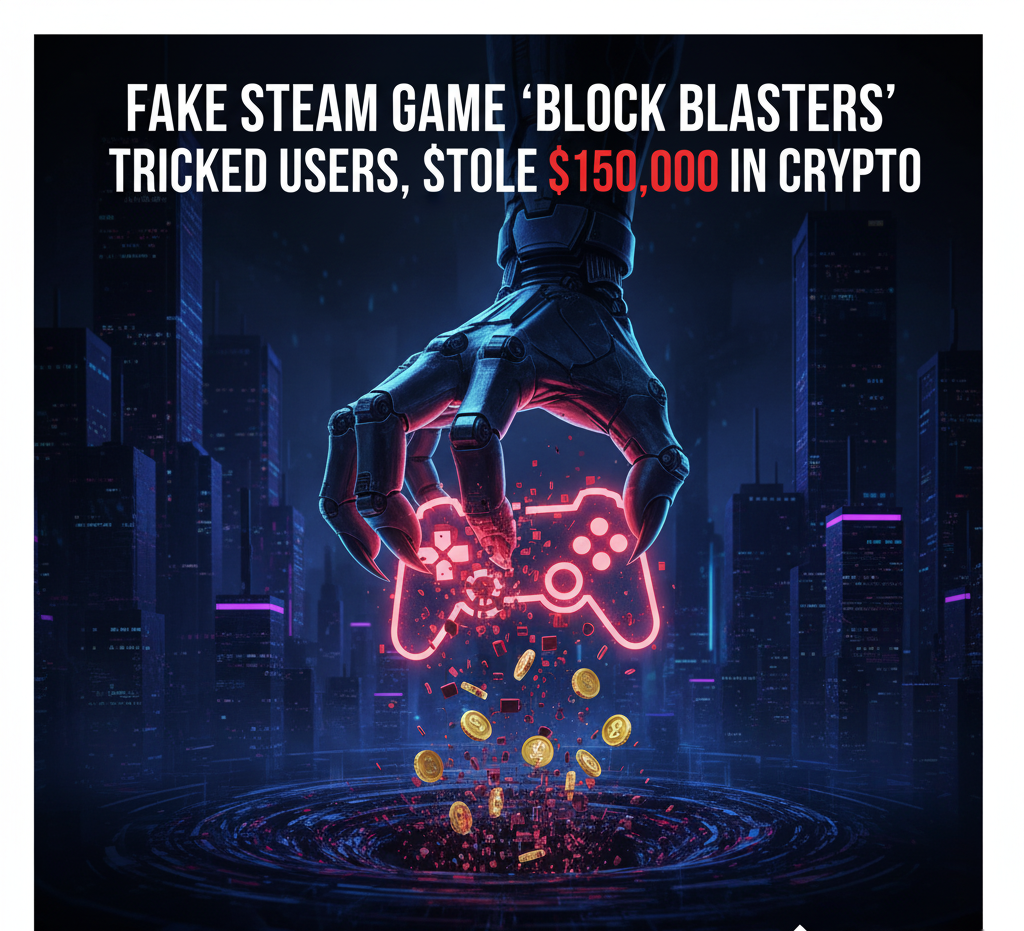 FAKE STEAM GAME ‘BLOCK BLASTERS’
TRICKED USERS, $TOLE $150,000 IN CRYPTO